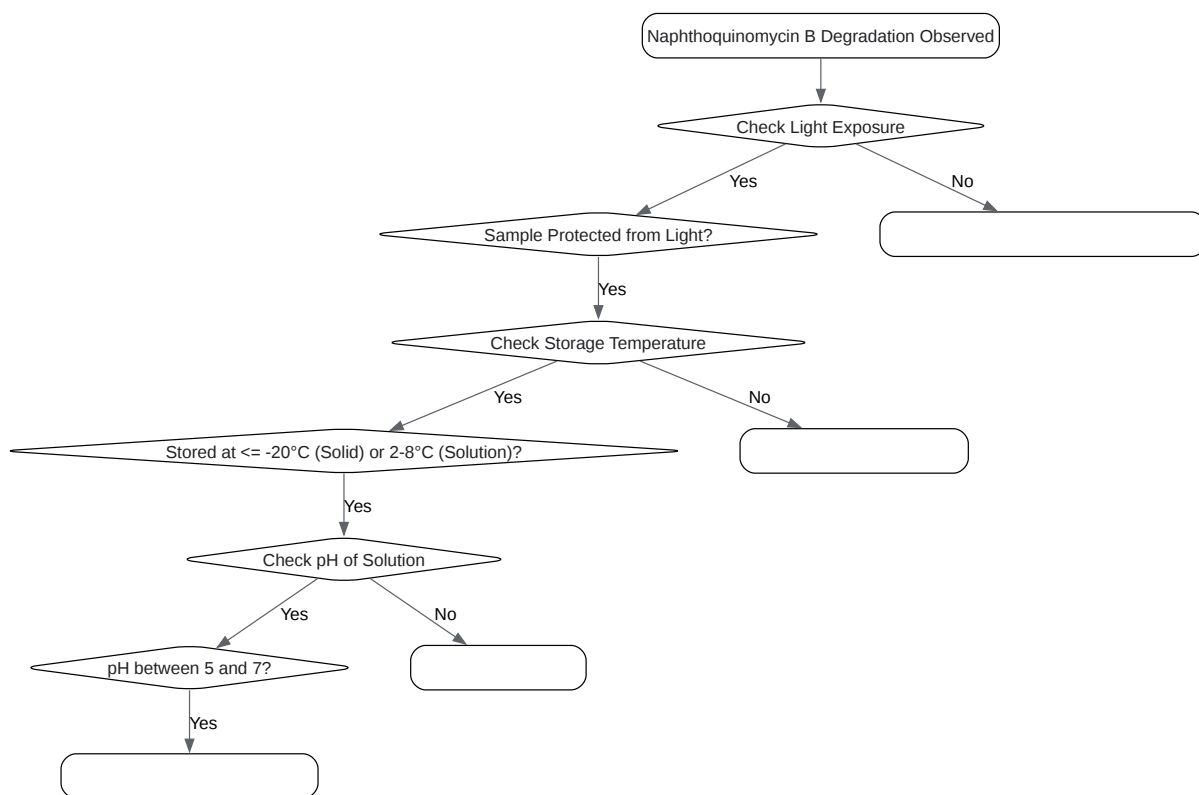 Naphthoquinomycin B Degradation Observed
Check Light Exposure
Yes
No
Sample Protected from Light?
Yes
Check Storage Temperature
Yes
No
Stored at <= -20°C (Solid) or 2-8°C (Solution)?
Yes
Check pH of Solution
Yes
No
pH between 5 and 7?
Yes